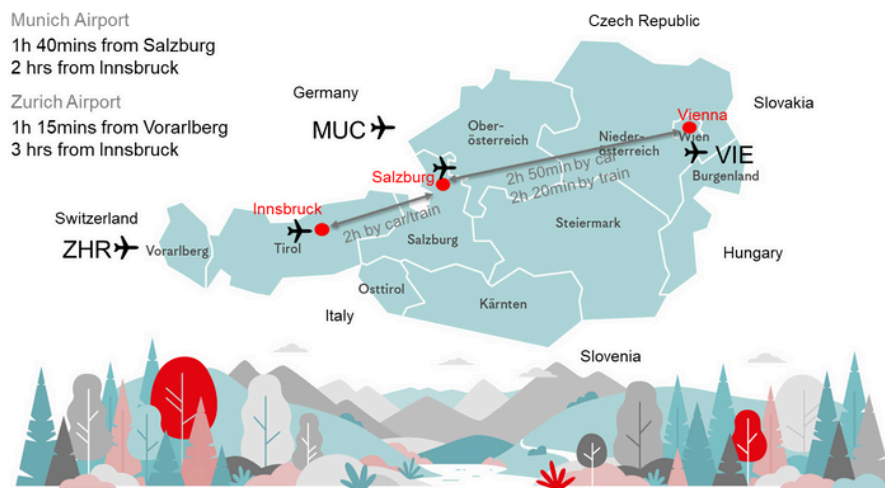 Munich Airport
1h 40mins from Salzburg
2 hrs from Innsbruck
Zurich Airport
1h 15mins from Vorarlberg
3 hrs from Innsbruck
Czech Republic
Germany
MUC
Slovakia
Vienna
Wien
VIE
Ober-
österreich
Nieder-
österreich
Burgenland
Salzburg
2h 50min by car
2h 20min by train
Innsbruck
2h by car/train
Switzerland
ZHR
Vorarlberg
Tirol
Salzburg
Steiermark
Hungary
Osttirol
Kärnten
Italy
Slovenia